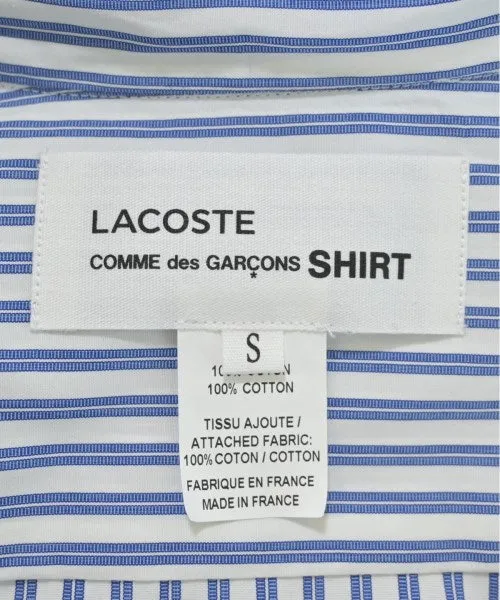 LACOSTE
COMME des GARÇONS SHIRT
*
S
100% COTTON
TISSU AJOUTE /
ATTACHED FABRIC:
100% COTON / COTTON
FABRIQUE EN FRANCE
MADE IN FRANCE